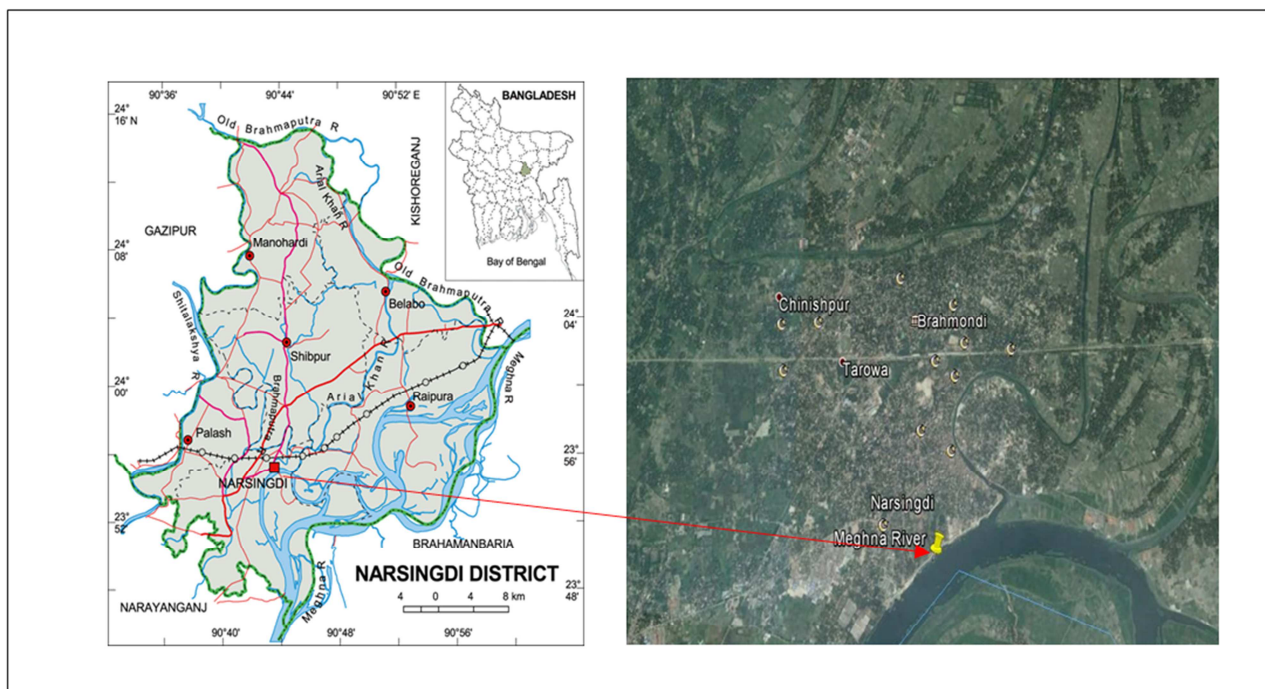 90°36'
90°44'
90°52' E
24°
16' N
BANGLADESH
Bay of Bengal
Old Brahmaputra R
Arial Khan R
KISHOREGANJ
GAZIPUR
24°
08'
Manohardi
Old Brahmaputra R
Belabo
Shitalakshya R
24°
04'
Shibpur
Meghna R
24°
00'
Brahmaputra R
Arial Khan R
Raipura
Palash
23°
56'
NARSINGDI
23°
52'
BRAHAMANBARIA
NARSINGDI DISTRICT
Meghna R
23°
48'
NARAYANGANJ
4 0 4 8 km
90°40'
90°48'
90°56'
Chinishpur
Brahmondi
Tarowa
Narsingdi
Meghna River